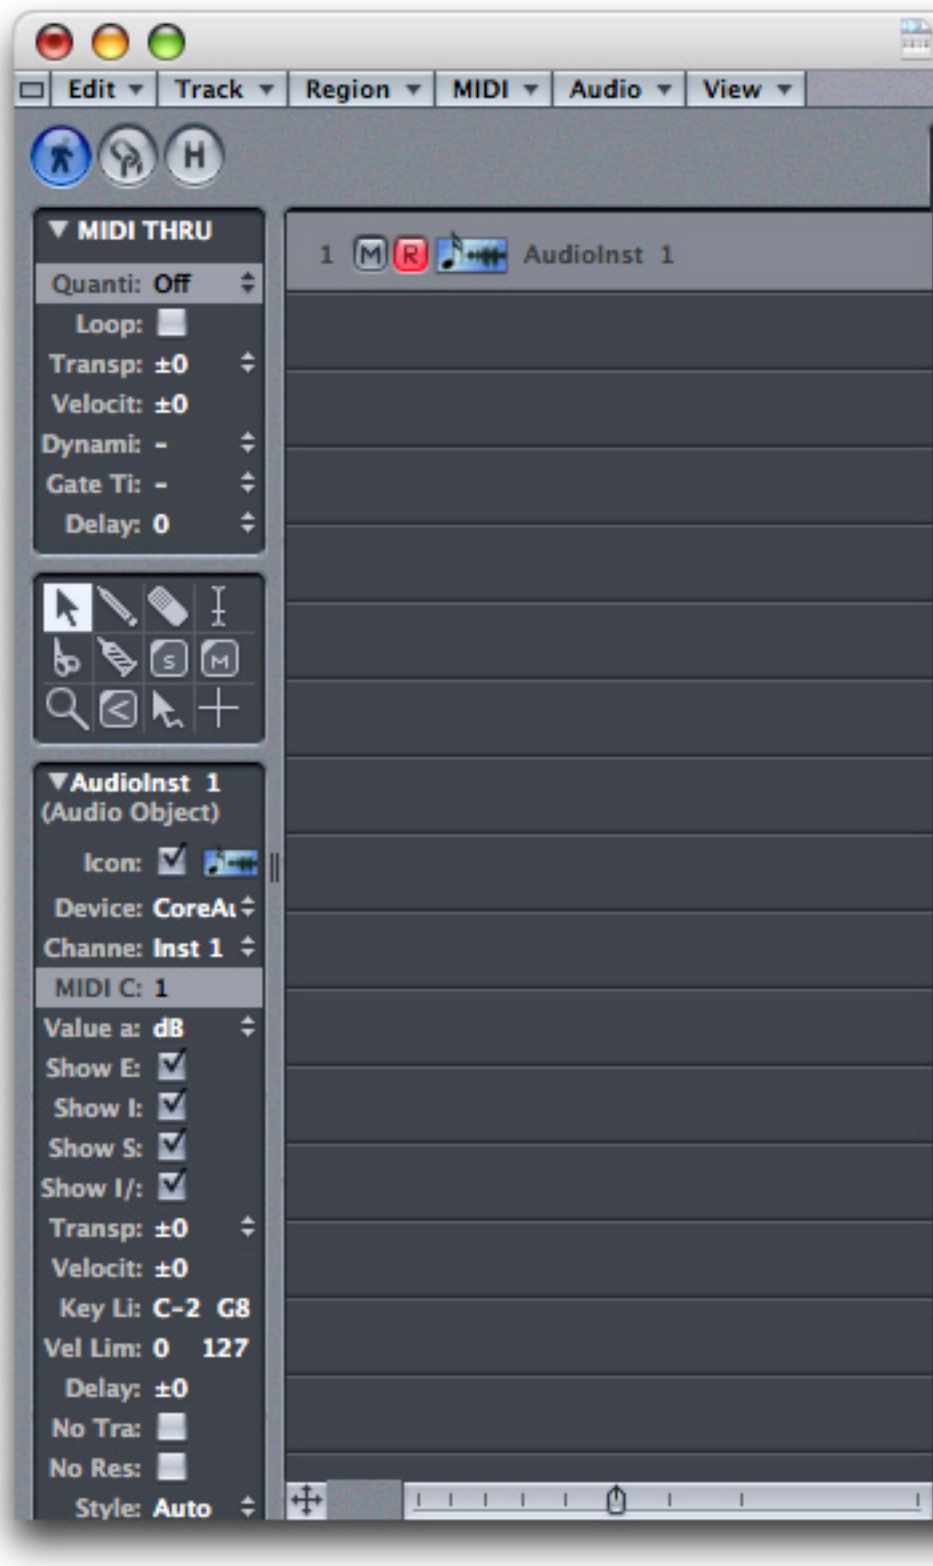 Edit Track Region MIDI Audio View
H
MIDI THRU
Quanti: Off
Loop:
Transp: ±0
Velocit: ±0
Dynami: -
Gate Ti: -
Delay: 0
1 M R AudioInst 1
S M
AudioInst 1
(Audio Object)
Icon:
Device: CoreAu
Channe: Inst 1
MIDI C: 1
Value a: dB
Show E:
Show I:
Show S:
Show I/:
Transp: ±0
Velocit: ±0
Key Li: C-2 G8
Vel Lim: 0 127
Delay: ±0
No Tra:
No Res:
Style: Auto